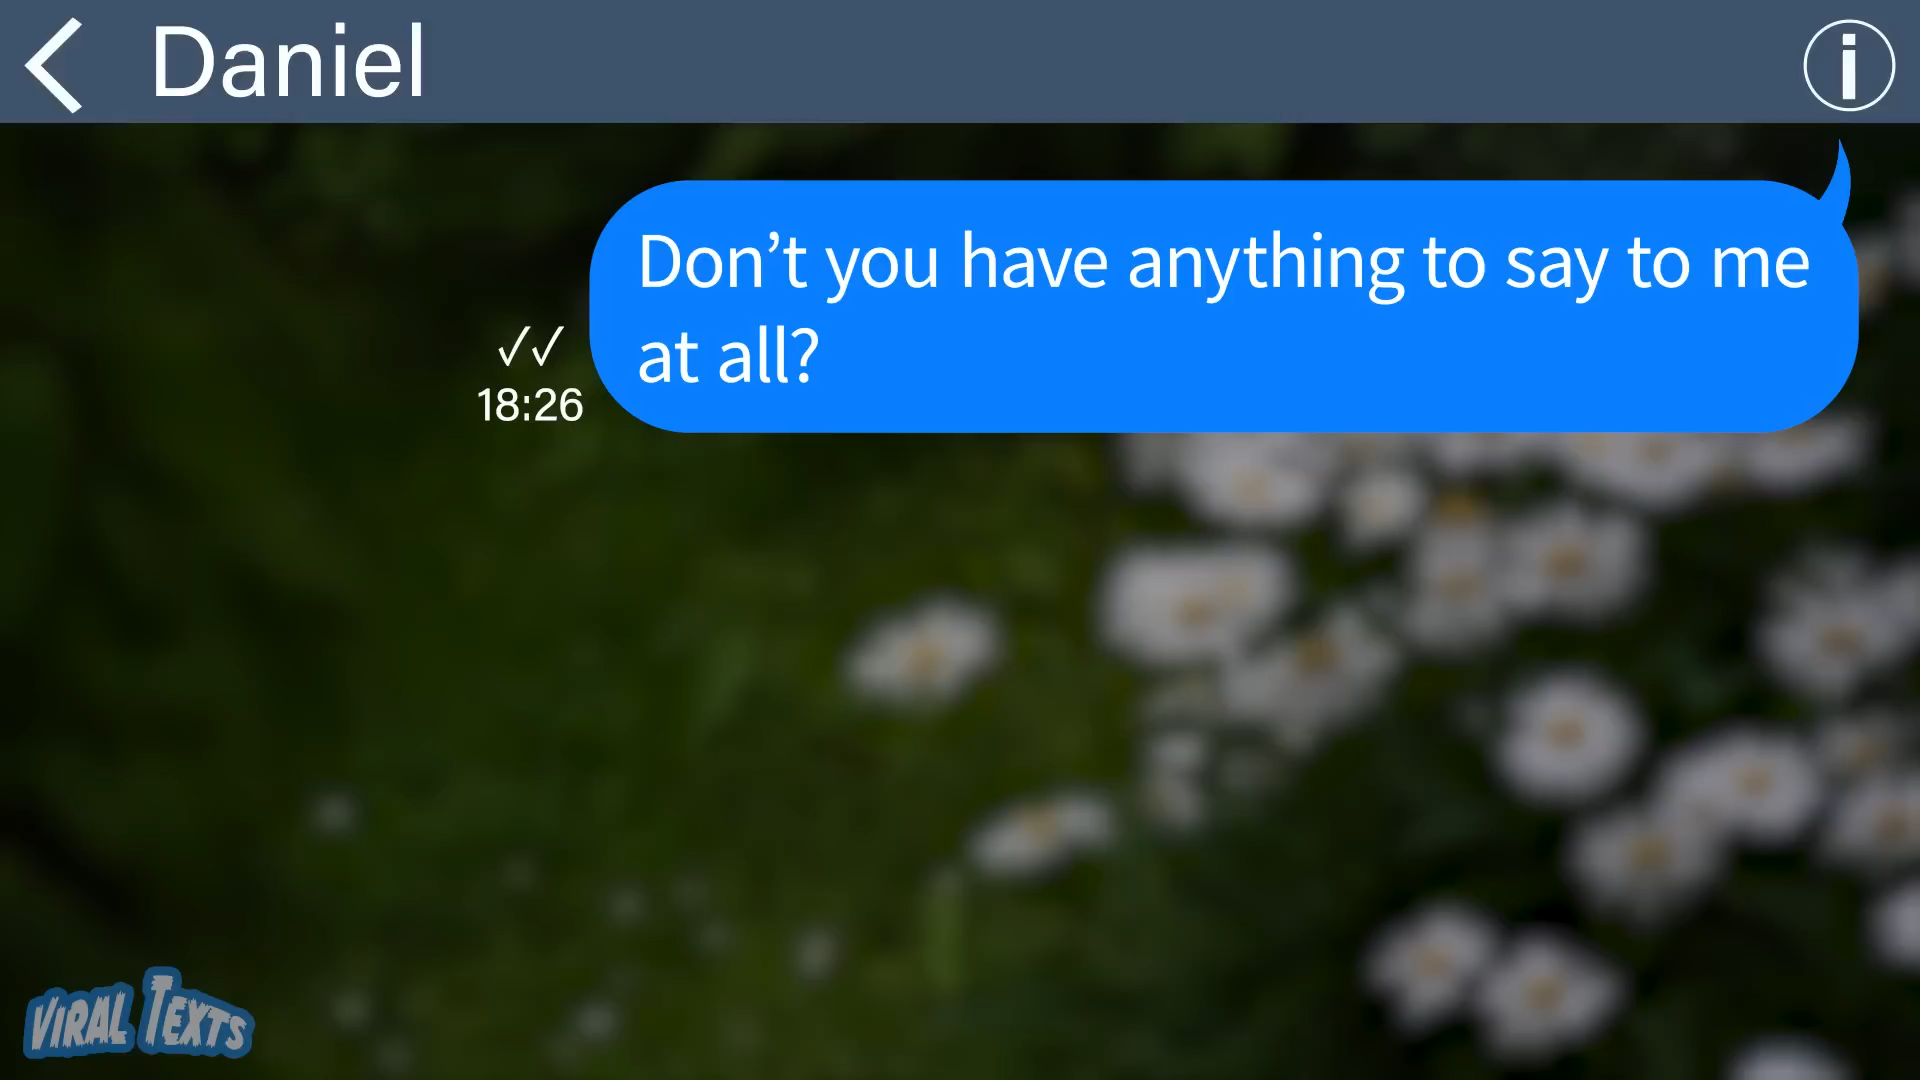 Daniel
Don’t you have anything to say to me
at all?
18:26
VIRAL TEXTS